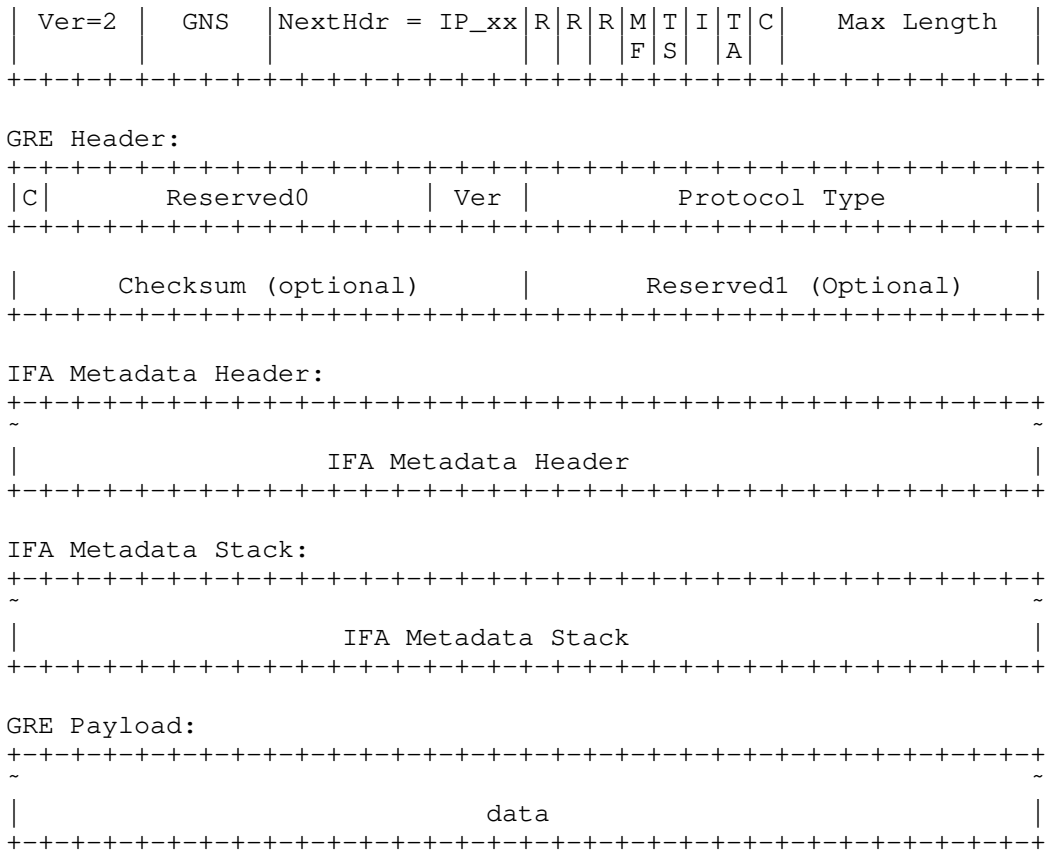 | Ver=2 | GNS |NextHdr = IP_xx|R|R|R|M|T|I|T|C| Max Length |
| | | | | | |F|S| |A| | |
+-+-+-+-+-+-+-+-+-+-+-+-+-+-+-+-+-+-+-+-+-+-+-+-+-+-+-+-+-+-+-+-+
GRE Header:
+-+-+-+-+-+-+-+-+-+-+-+-+-+-+-+-+-+-+-+-+-+-+-+-+-+-+-+-+-+-+-+-+
|C| Reserved0 | Ver | Protocol Type |
+-+-+-+-+-+-+-+-+-+-+-+-+-+-+-+-+-+-+-+-+-+-+-+-+-+-+-+-+-+-+-+-+
| Checksum (optional) | Reserved1 (Optional) |
+-+-+-+-+-+-+-+-+-+-+-+-+-+-+-+-+-+-+-+-+-+-+-+-+-+-+-+-+-+-+-+-+
IFA Metadata Header:
+-+-+-+-+-+-+-+-+-+-+-+-+-+-+-+-+-+-+-+-+-+-+-+-+-+-+-+-+-+-+-+-+
~ ~
| IFA Metadata Header |
+-+-+-+-+-+-+-+-+-+-+-+-+-+-+-+-+-+-+-+-+-+-+-+-+-+-+-+-+-+-+-+-+
IFA Metadata Stack:
+-+-+-+-+-+-+-+-+-+-+-+-+-+-+-+-+-+-+-+-+-+-+-+-+-+-+-+-+-+-+-+-+
~ ~
| IFA Metadata Stack |
+-+-+-+-+-+-+-+-+-+-+-+-+-+-+-+-+-+-+-+-+-+-+-+-+-+-+-+-+-+-+-+-+
GRE Payload:
+-+-+-+-+-+-+-+-+-+-+-+-+-+-+-+-+-+-+-+-+-+-+-+-+-+-+-+-+-+-+-+-+
~ ~
| data |
+-+-+-+-+-+-+-+-+-+-+-+-+-+-+-+-+-+-+-+-+-+-+-+-+-+-+-+-+-+-+-+-+